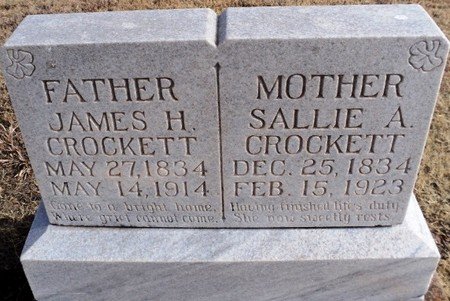 FATHER
JAMES H.
CROCKETT
MAY 27, 1834
MAY 14, 1914
Gone to a bright home,
Where grief cannot come.
MOTHER
SALLIE A.
CROCKETT
DEC. 25, 1834
FEB. 15, 1923
Having finished life's duty,
She now sweetly rests.